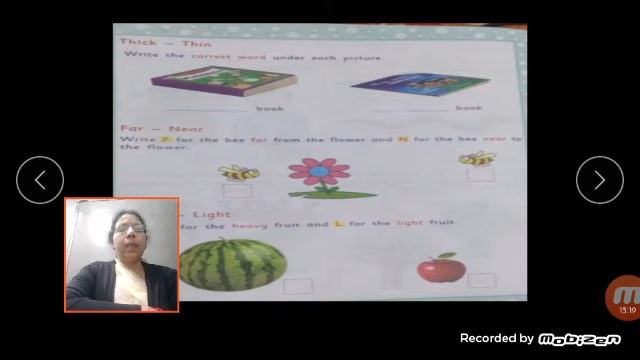 Thick - Thin
Write the correct word under each picture.
book
book
Far - Near
Write F for the bee far from the flower and N for the bee near to
the flower.
- Light
for the heavy fruit and L for the light fruit.
13:19
Recorded by mobizen